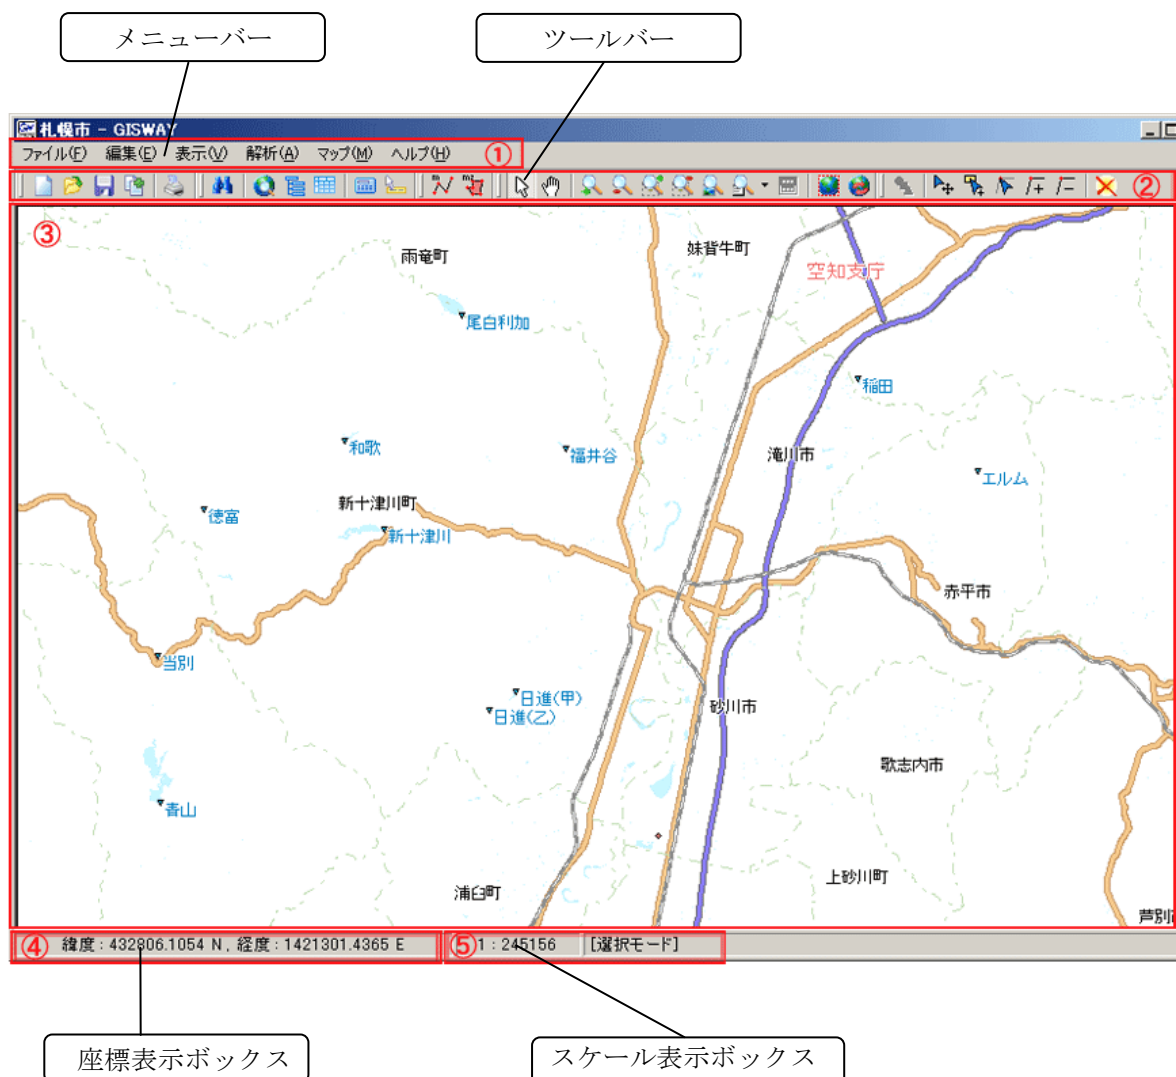 メニューバー
ツールバー
札幌市 - GISWAY
ファイル(F) 編集(E) 表示(V) 解析(A) マップ(M) ヘルプ(H) ①
②
③
雨竜町
妹背牛町
空知支庁
尾白利加
稲田
和歌
福井谷
滝川市
エルム
新十津川町
徳富
新十津川
赤平市
当別
日進(甲)
日進(乙)
砂川市
歌志内市
青山
上砂川町
浦臼町
芦別
④ 緯度:432806.1054 N, 経度:1421301.4365 E
⑤ 1:245156 [選択モード]
座標表示ボックス
スケール表示ボックス